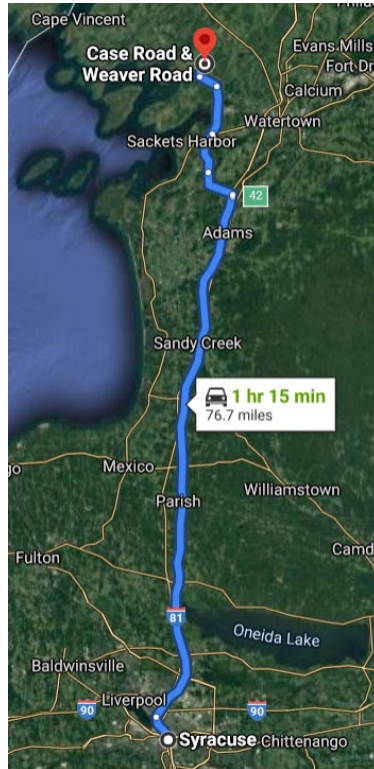 Cape Vincent
Case Road &
Weaver Road
Evans Mills
Fort Dr
Calcium
Watertown
Sackets Harbor
42
Adams
Sandy Creek
1 hr 15 min
76.7 miles
Mexico
Williamstown
Parish
Fulton
Camd
81
Oneida Lake
Baldwinsville
Liverpool
90
90
Syracuse
Chittenango